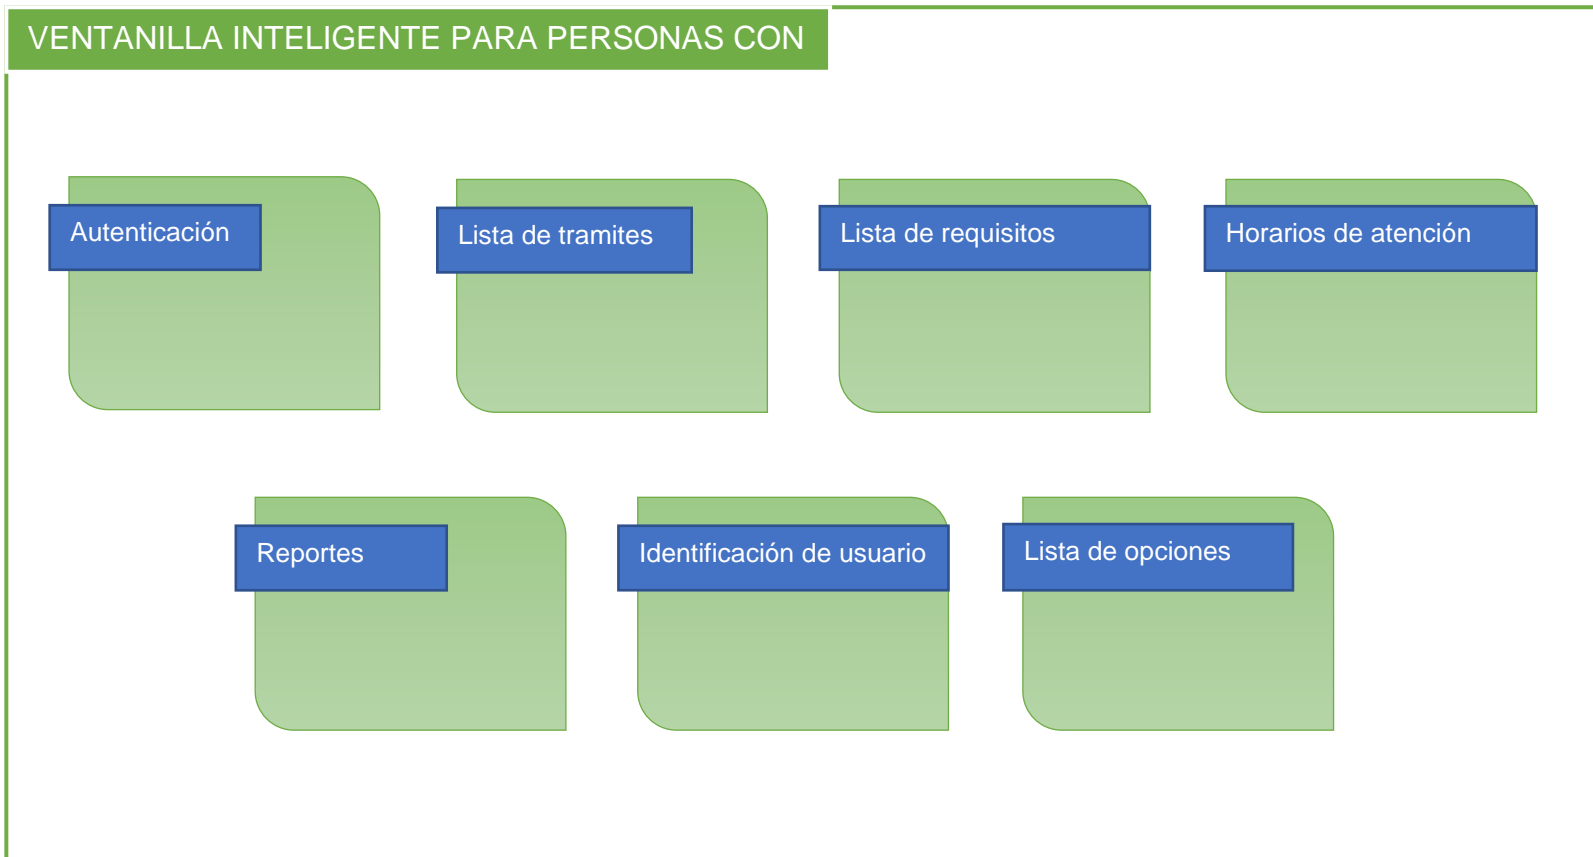 VENTANILLA INTELIGENTE PARA PERSONAS CON
Autenticación
Lista de tramites
Lista de requisitos
Horarios de atención
Reportes
Identificación de usuario
Lista de opciones